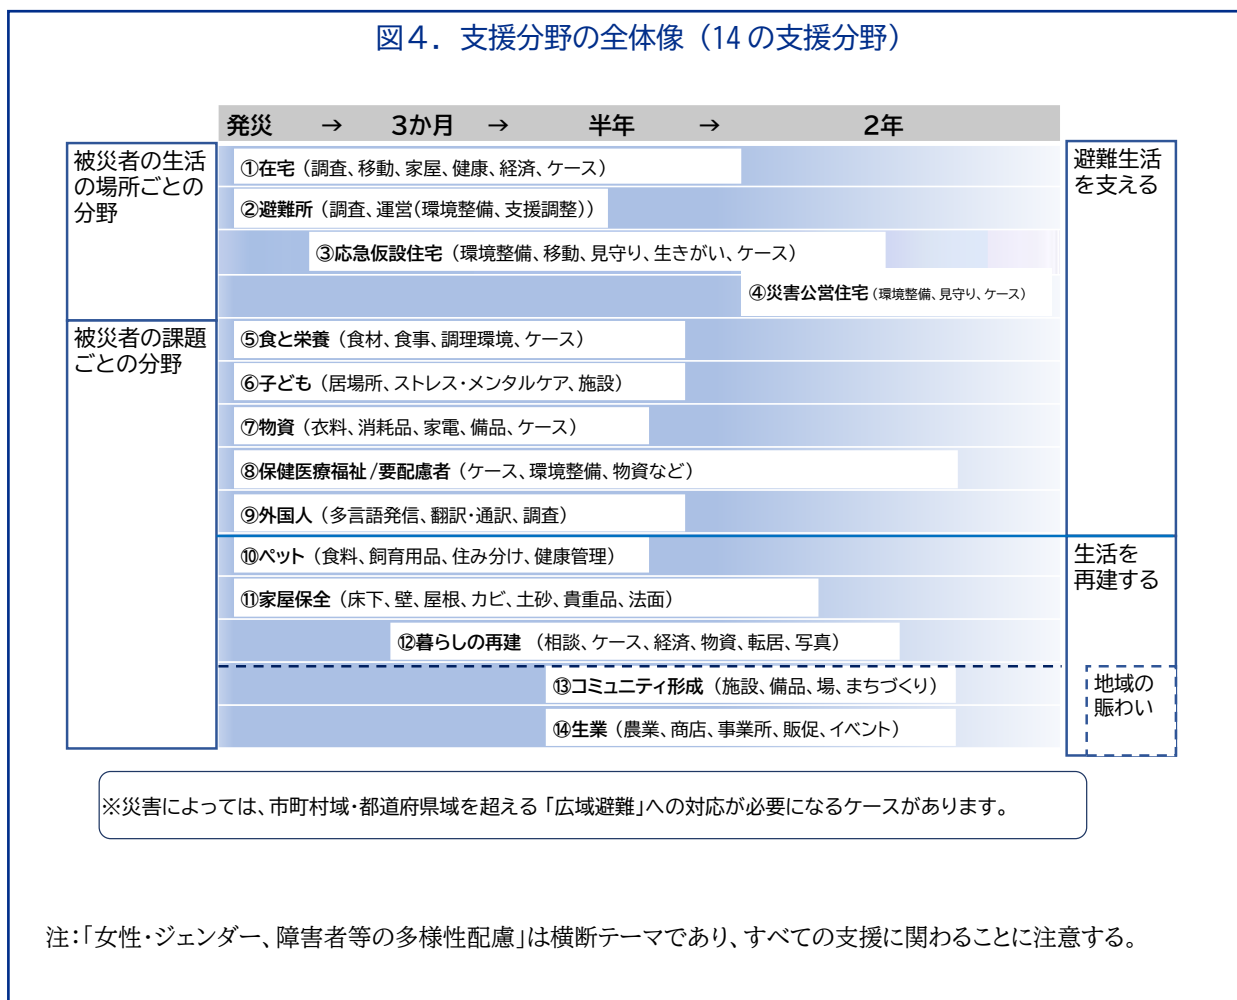 図4．支援分野の全体像（14の支援分野）
発災 → 3か月 → 半年 → 2年
被災者の生活
の場所ごとの
分野
①在宅（調査、移動、家屋、健康、経済、ケース）
②避難所（調査、運営（環境整備、支援調整））
③応急仮設住宅（環境整備、移動、見守り、生きがい、ケース）
④災害公営住宅（環境整備、見守り、ケース）
避難生活
を支える
被災者の課題
ごとの分野
⑤食と栄養（食材、食事、調理環境、ケース）
⑥子ども（居場所、ストレス・メンタルケア、施設）
⑦物資（衣料、消耗品、家電、備品、ケース）
⑧保健医療福祉/要配慮者（ケース、環境整備、物資など）
⑨外国人（多言語発信、翻訳・通訳、調査）
⑩ペット（食料、飼育用品、住み分け、健康管理）
⑪家屋保全（床下、壁、屋根、カビ、土砂、貴重品、法面）
⑫暮らしの再建（相談、ケース、経済、物資、転居、写真）
⑬コミュニティ形成（施設、備品、場、まちづくり）
⑭生業（農業、商店、事業所、販促、イベント）
生活を
再建する
地域の
賑わい
※災害によっては、市町村域・都道府県域を超える「広域避難」への対応が必要になるケースがあります。
注：「女性・ジェンダー、障害者等の多様性配慮」は横断テーマであり、すべての支援に関わることに注意する。